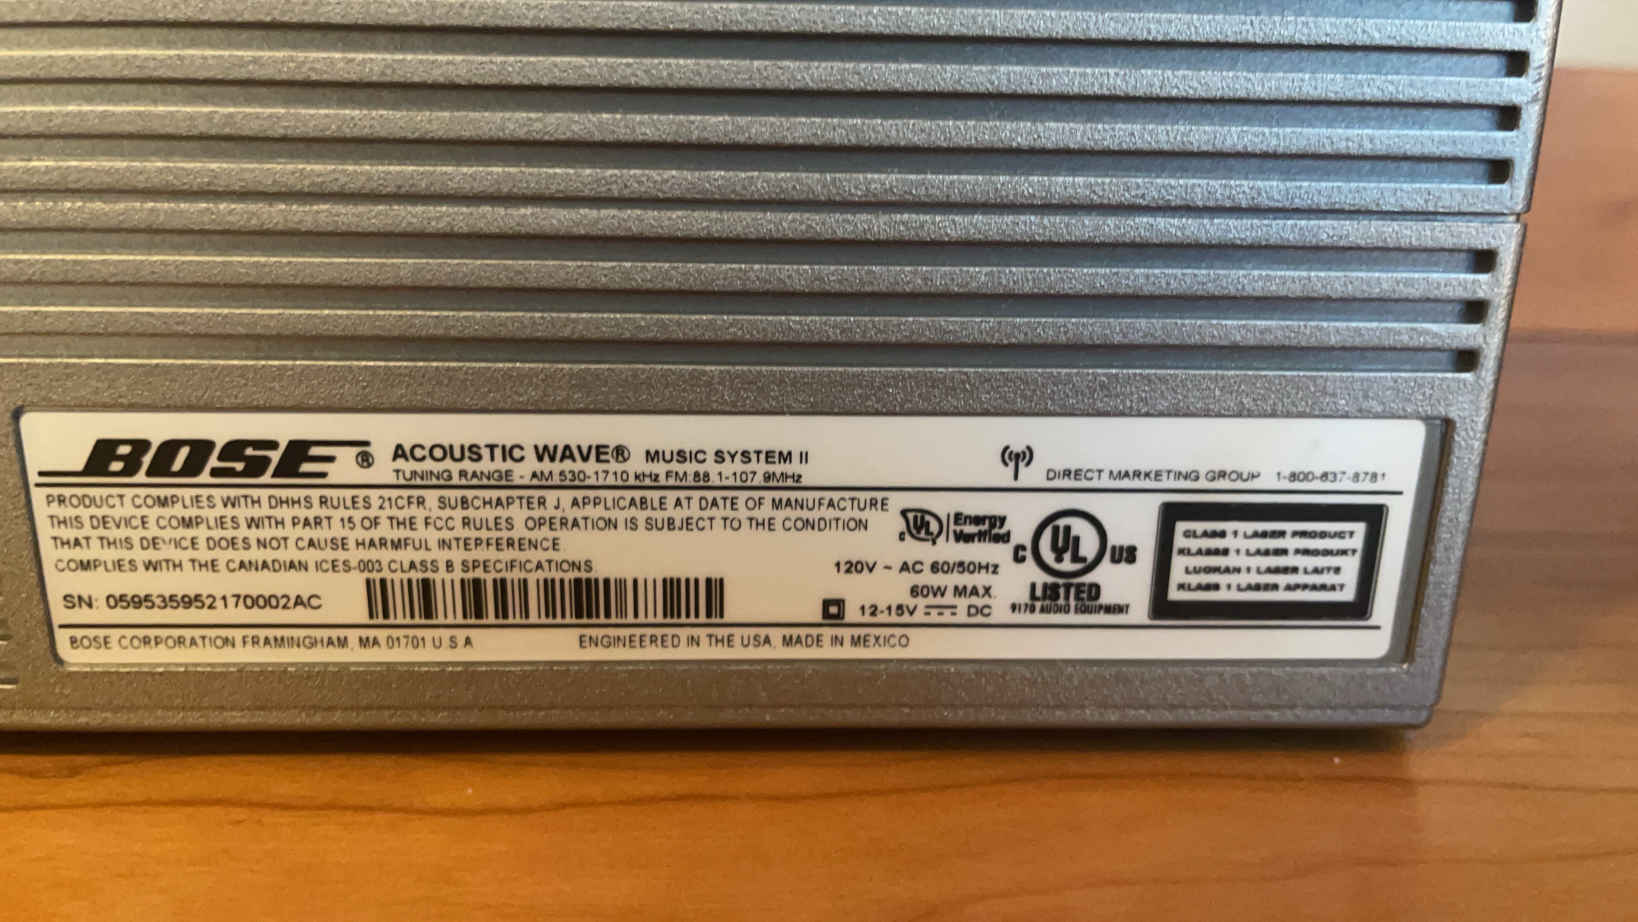 BOSE® ACOUSTIC WAVE® MUSIC SYSTEM II
TUNING RANGE - AM:530-1710 kHz FM:88.1-107.9MHz
DIRECT MARKETING GROUP 1-800-637-8781
PRODUCT COMPLIES WITH DHHS RULES 21CFR, SUBCHAPTER J, APPLICABLE AT DATE OF MANUFACTURE
THIS DEVICE COMPLIES WITH PART 15 OF THE FCC RULES. OPERATION IS SUBJECT TO THE CONDITION
THAT THIS DEVICE DOES NOT CAUSE HARMFUL INTERFERENCE.
COMPLIES WITH THE CANADIAN ICES-003 CLASS B SPECIFICATIONS.
SN: 059535952170002AC
C UL Energy
Verified
120V ~ AC 60/50Hz
60W MAX.
12-15V DC
C UL US
LISTED
9170 AUDIO EQUIPMENT
CLASS 1 LASER PRODUCT
KLASSE 1 LASER PRODUKT
LUOKAN 1 LASER LAITE
KLASS 1 LASER APPARAT
BOSE CORPORATION FRAMINGHAM, MA 01701 U.S.A.
ENGINEERED IN THE USA, MADE IN MEXICO